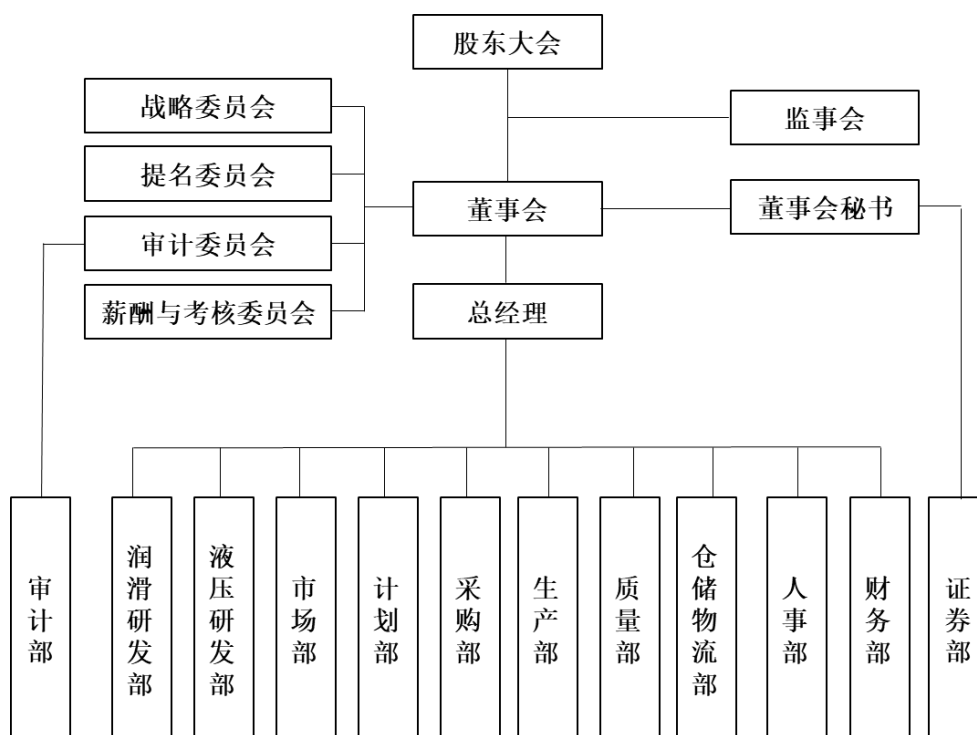 股东大会
战略委员会
监事会
提名委员会
董事会
董事会秘书
审计委员会
薪酬与考核委员会
总经理
审计部
润滑研发部
液压研发部
市场部
计划部
采购部
生产部
质量部
仓储物流部
人事部
财务部
证券部